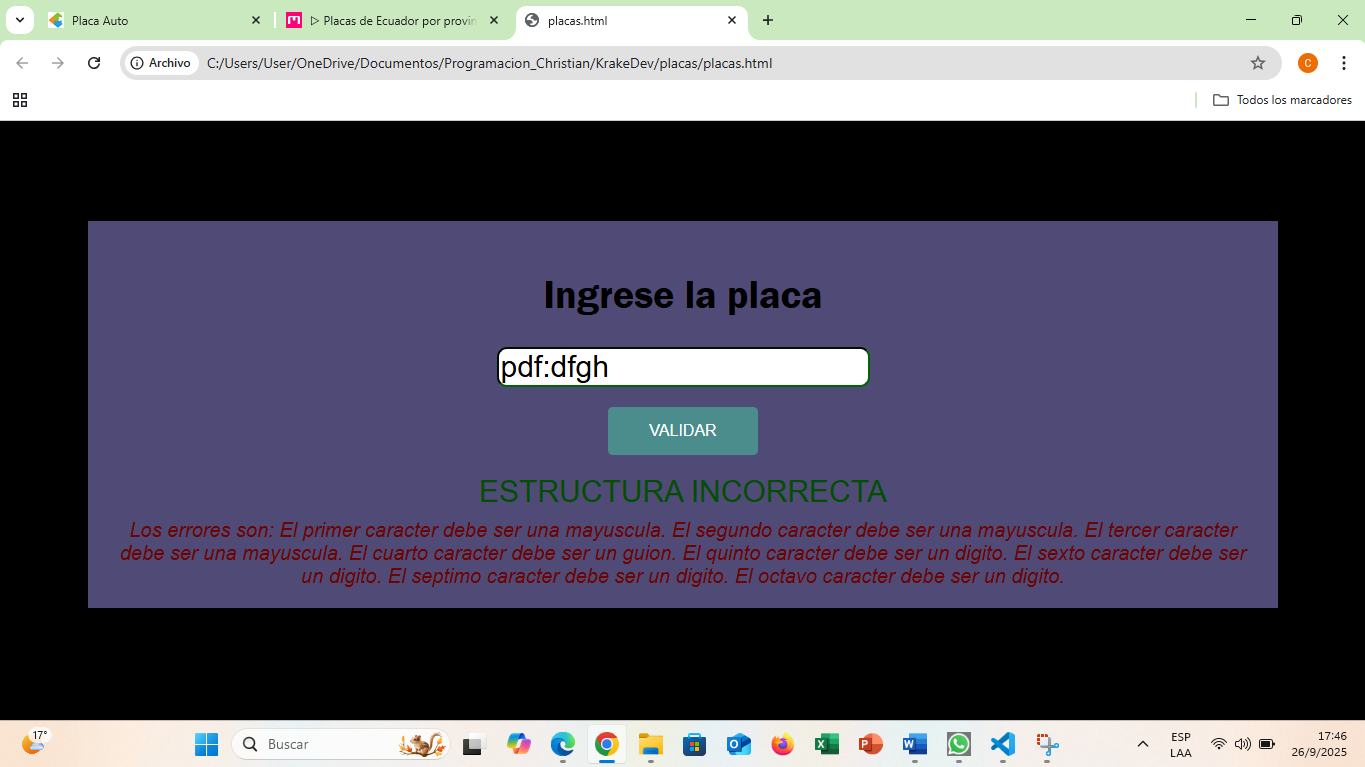 Placa Auto
▷ Placas de Ecuador por provin
placas.html
Archivo
C:/Users/User/OneDrive/Documentos/Programacion_Christian/KrakeDev/placas/placas.html
C
Todos los marcadores
Ingrese la placa
pdf:dfgh
VALIDAR
ESTRUCTURA INCORRECTA
Los errores son: El primer caracter debe ser una mayuscula. El segundo caracter debe ser una mayuscula. El tercer caracter
debe ser una mayuscula. El cuarto caracter debe ser un guion. El quinto caracter debe ser un digito. El sexto caracter debe ser
un digito. El septimo caracter debe ser un digito. El octavo caracter debe ser un digito.
17°
Buscar
ESP
LAA
17:46
26/9/2025